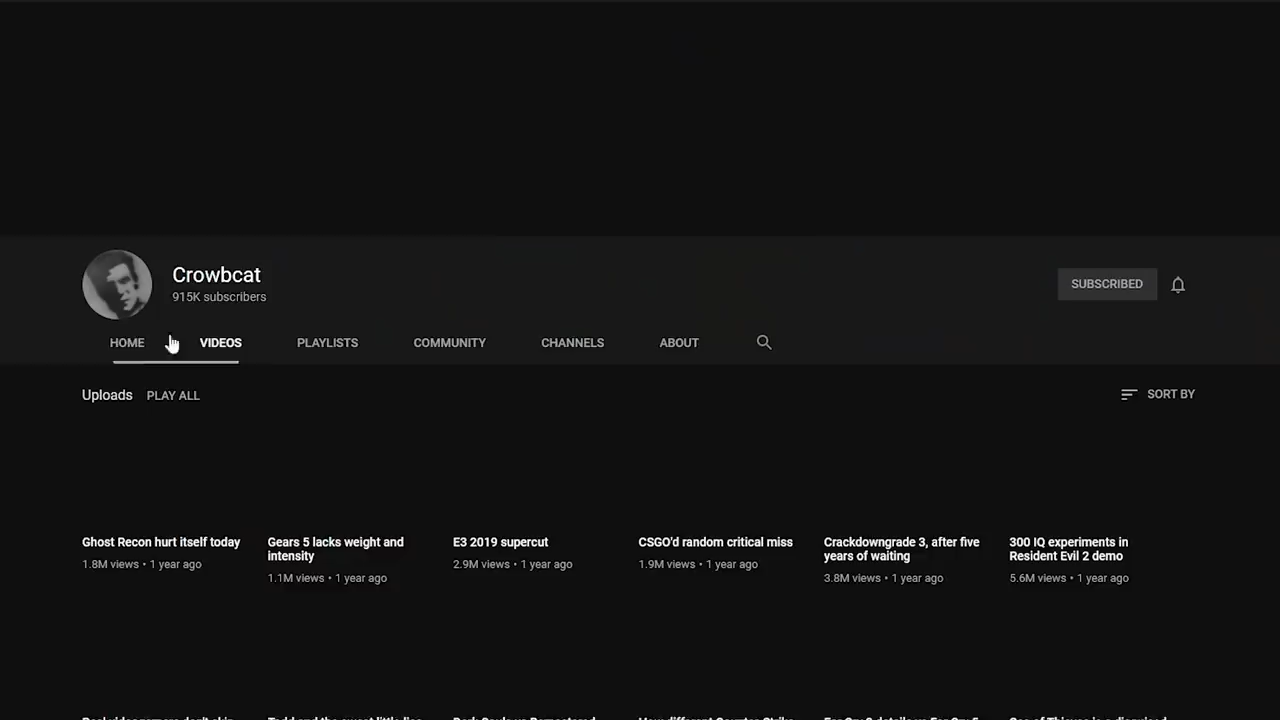 Crowbcat
915K subscribers
SUBSCRIBED
HOME VIDEOS PLAYLISTS COMMUNITY CHANNELS ABOUT
Uploads PLAY ALL SORT BY
Ghost Recon hurt itself today
1.8M views • 1 year ago
Gears 5 lacks weight and
intensity
1.1M views • 1 year ago
E3 2019 supercut
2.9M views • 1 year ago
CSGO'd random critical miss
1.9M views • 1 year ago
Crackdowngrade 3, after five
years of waiting
3.8M views • 1 year ago
300 IQ experiments in
Resident Evil 2 demo
5.6M views • 1 year ago